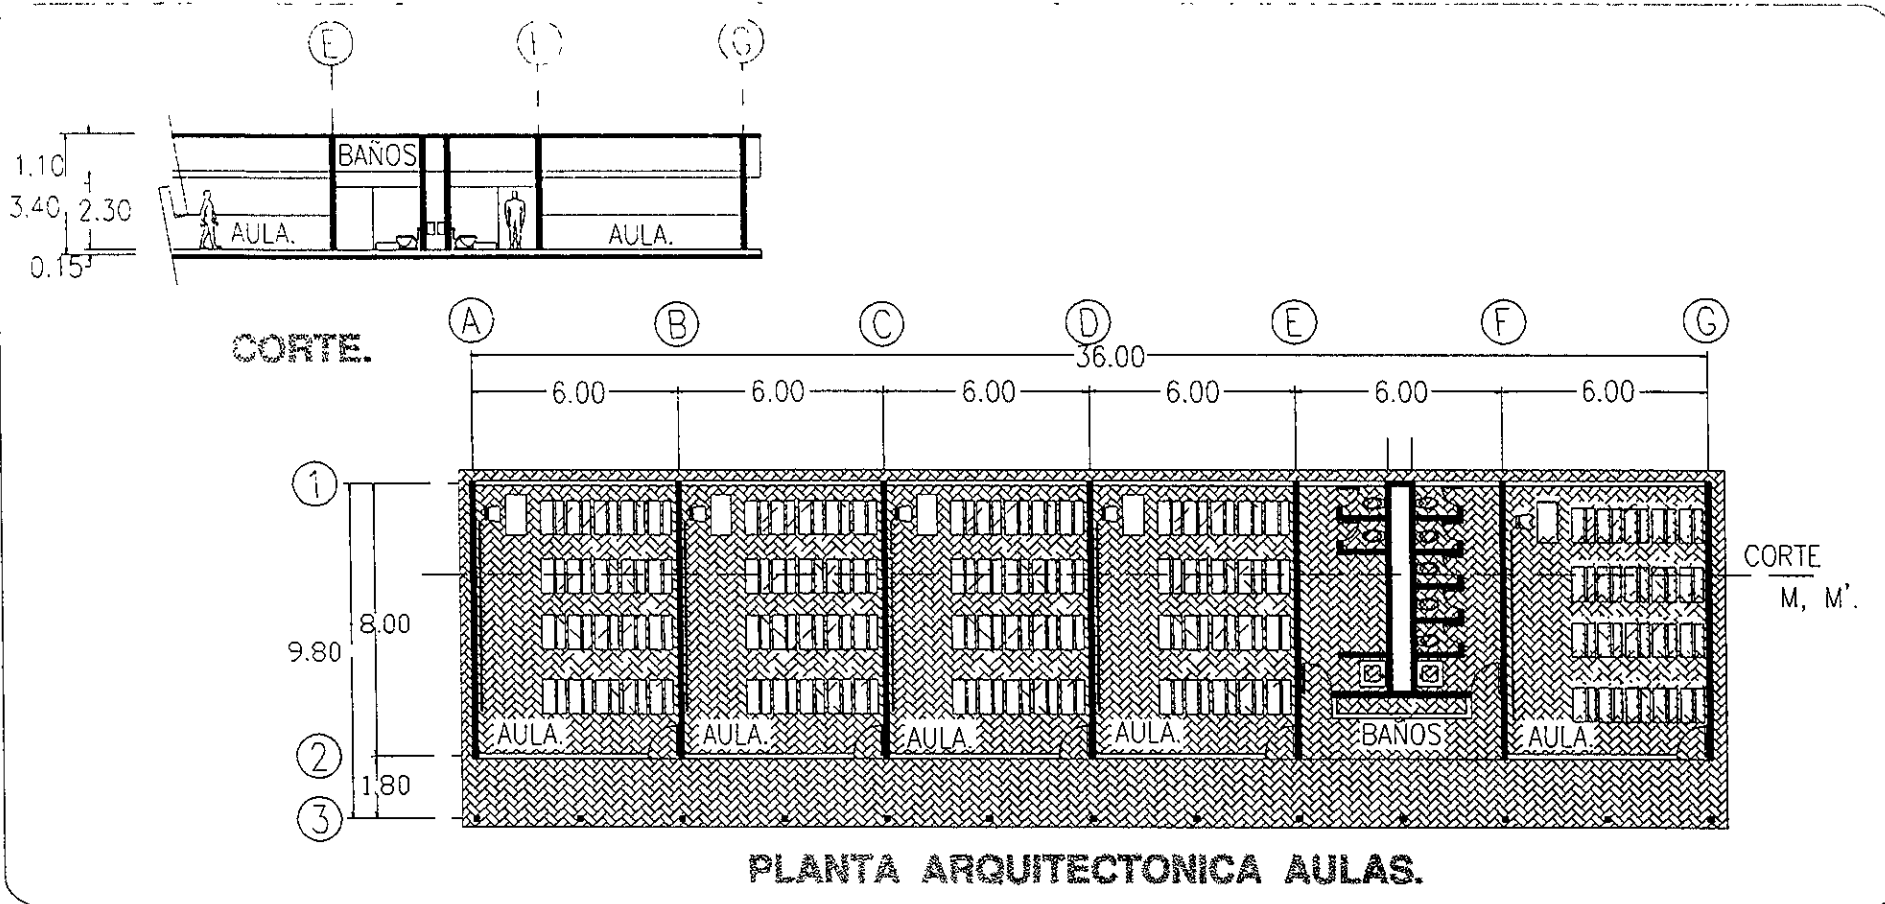 E F G
BAÑOS
1.10
3.40 2.30
AULA. AULA.
0.15
CORTE.
A B C D E F G
36.00
6.00 6.00 6.00 6.00 6.00 6.00
1
CORTE
M, M'.
8.00
9.80
AULA. AULA. AULA. AULA. BAÑOS AULA.
2
1.80
3
PLANTA ARQUITECTONICA AULAS.